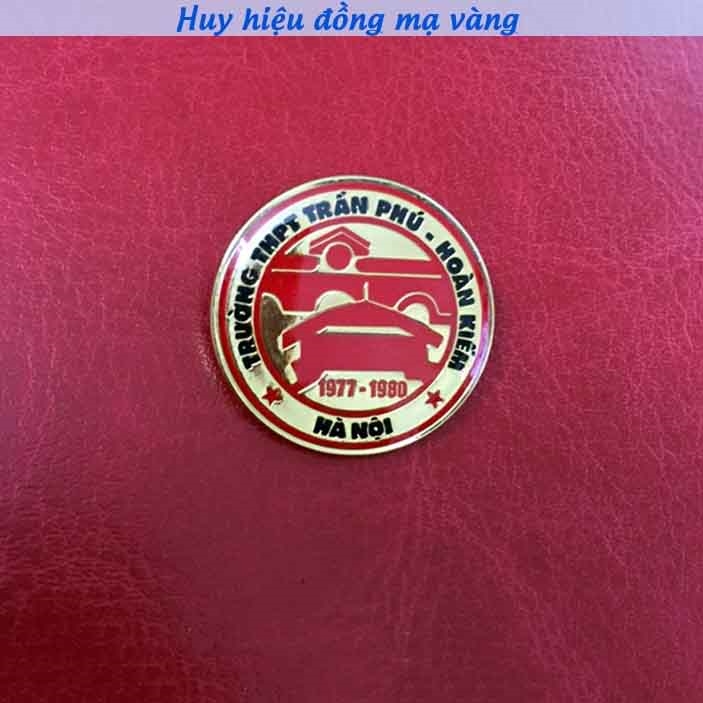 Huy hiệu đồng mạ vàng
TRƯỜNG THPT TRẦN PHÚ - HOÀN KIẾM
1977 - 1980
HÀ NỘI